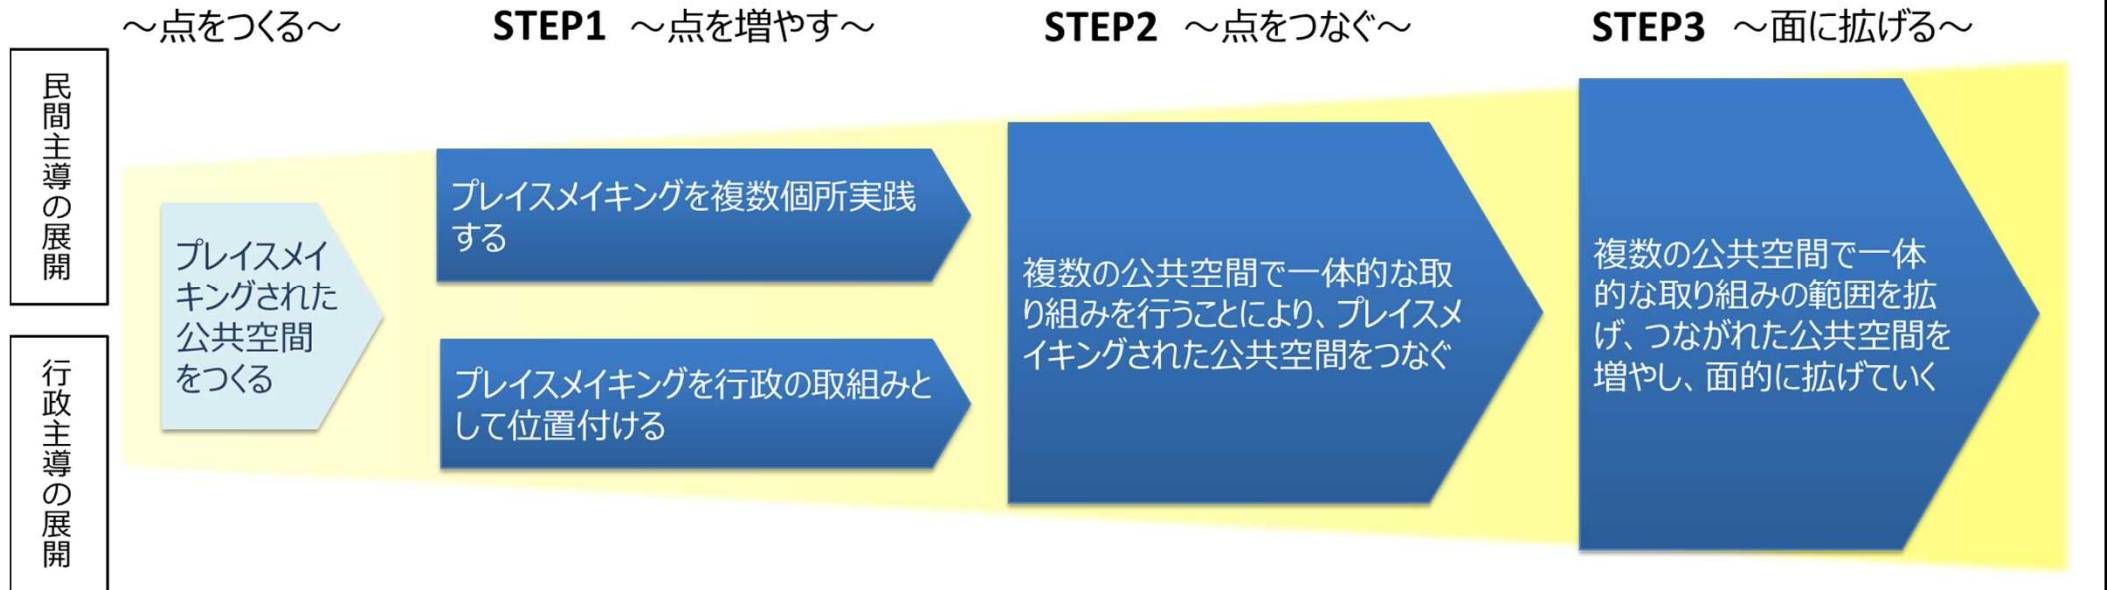 ～点をつくる～
STEP1 ～点を増やす～
STEP2 ～点をつなぐ～
STEP3 ～面に拡げる～
民間主導の展開
行政主導の展開
プレイスメイ
キングされた
公共空間
をつくる
プレイスメイキングを複数個所実践
する
プレイスメイキングを行政の取組みと
して位置付ける
複数の公共空間で一体的な取
り組みを行うことにより、プレイスメ
イキングされた公共空間をつなぐ
複数の公共空間で一体
的な取り組みの範囲を拡
げ、つながれた公共空間を
増やし、面的に拡げていく